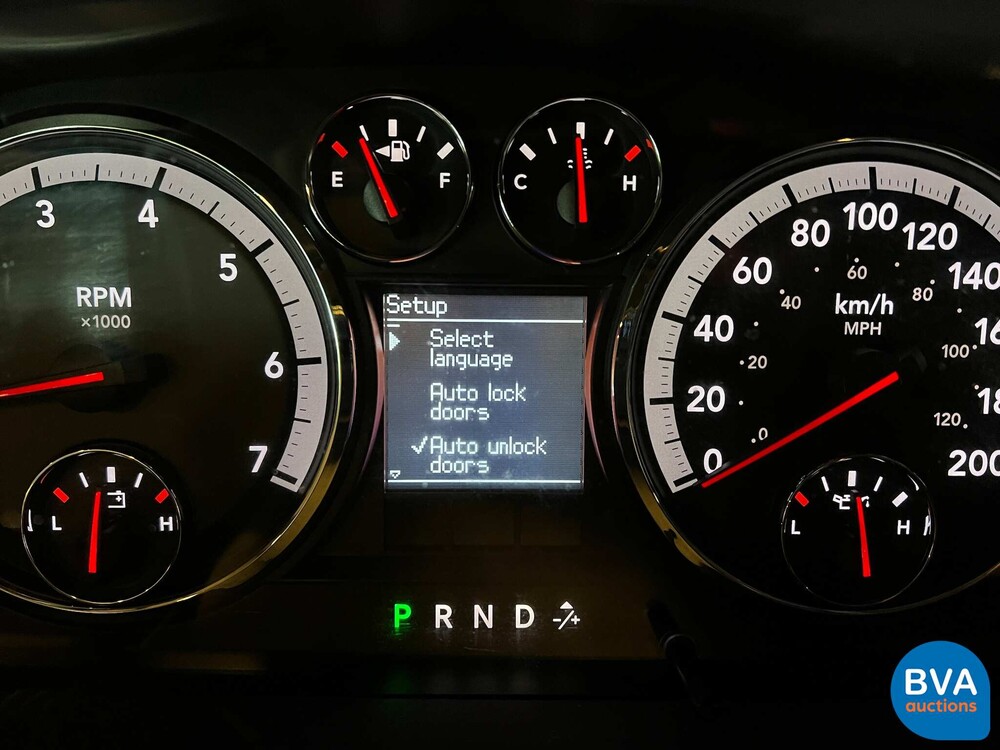 E F
C H
3 4 5 6 7
RPM
x1000
L H
Setup
Select
language
Auto lock
doors
✓Auto unlock
doors
0 20 40 60 80 100 120 140
200
km/h
MPH
0 20 40 60 80 100 120
L H
P R N D -/+
BVA
auctions